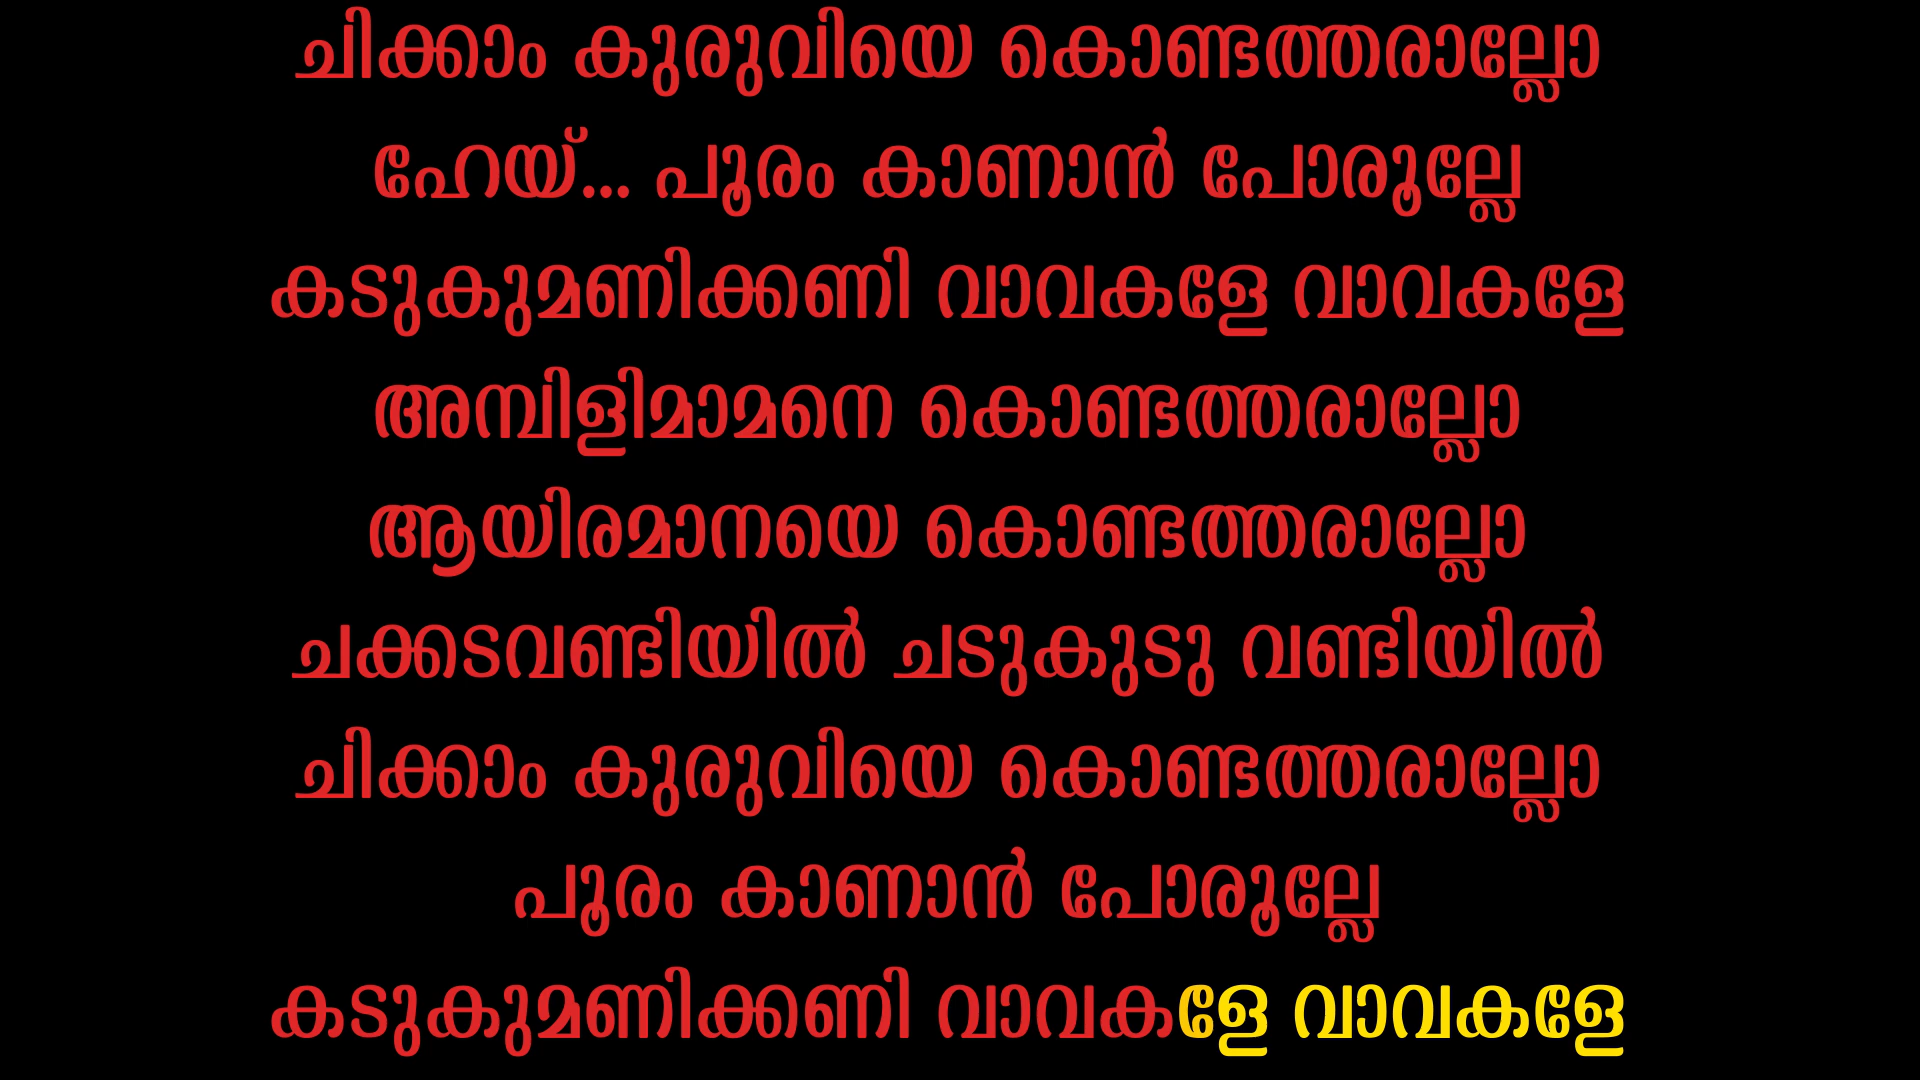 ചിക്കാം കുരുവിയെ കൊണ്ടത്തരാല്ലോ
ഹേയ്... പൂരം കാണാൻ പോരൂല്ലേ
കടുകുമണിക്കണി വാവകളേ വാവകളേ
അമ്പിളിമാമനെ കൊണ്ടത്തരാല്ലോ
ആയിരമാനയെ കൊണ്ടത്തരാല്ലോ
ചക്കടവണ്ടിയിൽ ചടുകുടു വണ്ടിയിൽ
ചിക്കാം കുരുവിയെ കൊണ്ടത്തരാല്ലോ
പൂരം കാണാൻ പോരൂല്ലേ
കടുകുമണിക്കണി വാവകളേ വാവകളേ